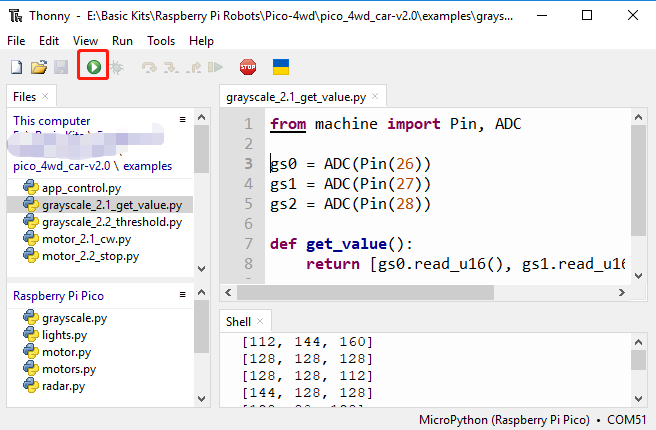 Thonny - E:\Basic Kits\Raspberry Pi Robots\Pico-4wd\pico_4wd_car-v2.0\examples\grays...
File Edit View Run Tools Help
STOP
Files
This computer
pico_4wd_car-v2.0 \ examples
app_control.py
grayscale_2.1_get_value.py
grayscale_2.2_threshold.py
motor_2.1_cw.py
motor_2.2_stop.py
Raspberry Pi Pico
grayscale.py
lights.py
motor.py
motors.py
radar.py
grayscale_2.1_get_value.py
1 from machine import Pin, ADC
2
3 gs0 = ADC(Pin(26))
4 gs1 = ADC(Pin(27))
5 gs2 = ADC(Pin(28))
6
7 def get_value():
8 return [gs0.read_u16(), gs1.read_u16
Shell
[112, 144, 160]
[128, 128, 128]
[128, 128, 112]
[144, 128, 128]
MicroPython (Raspberry Pi Pico) • COM51